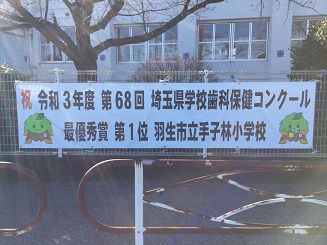 祝 令和3年度 第68回 埼玉県学校歯科保健コンクール
最優秀賞 第1位 羽生市立手子林小学校